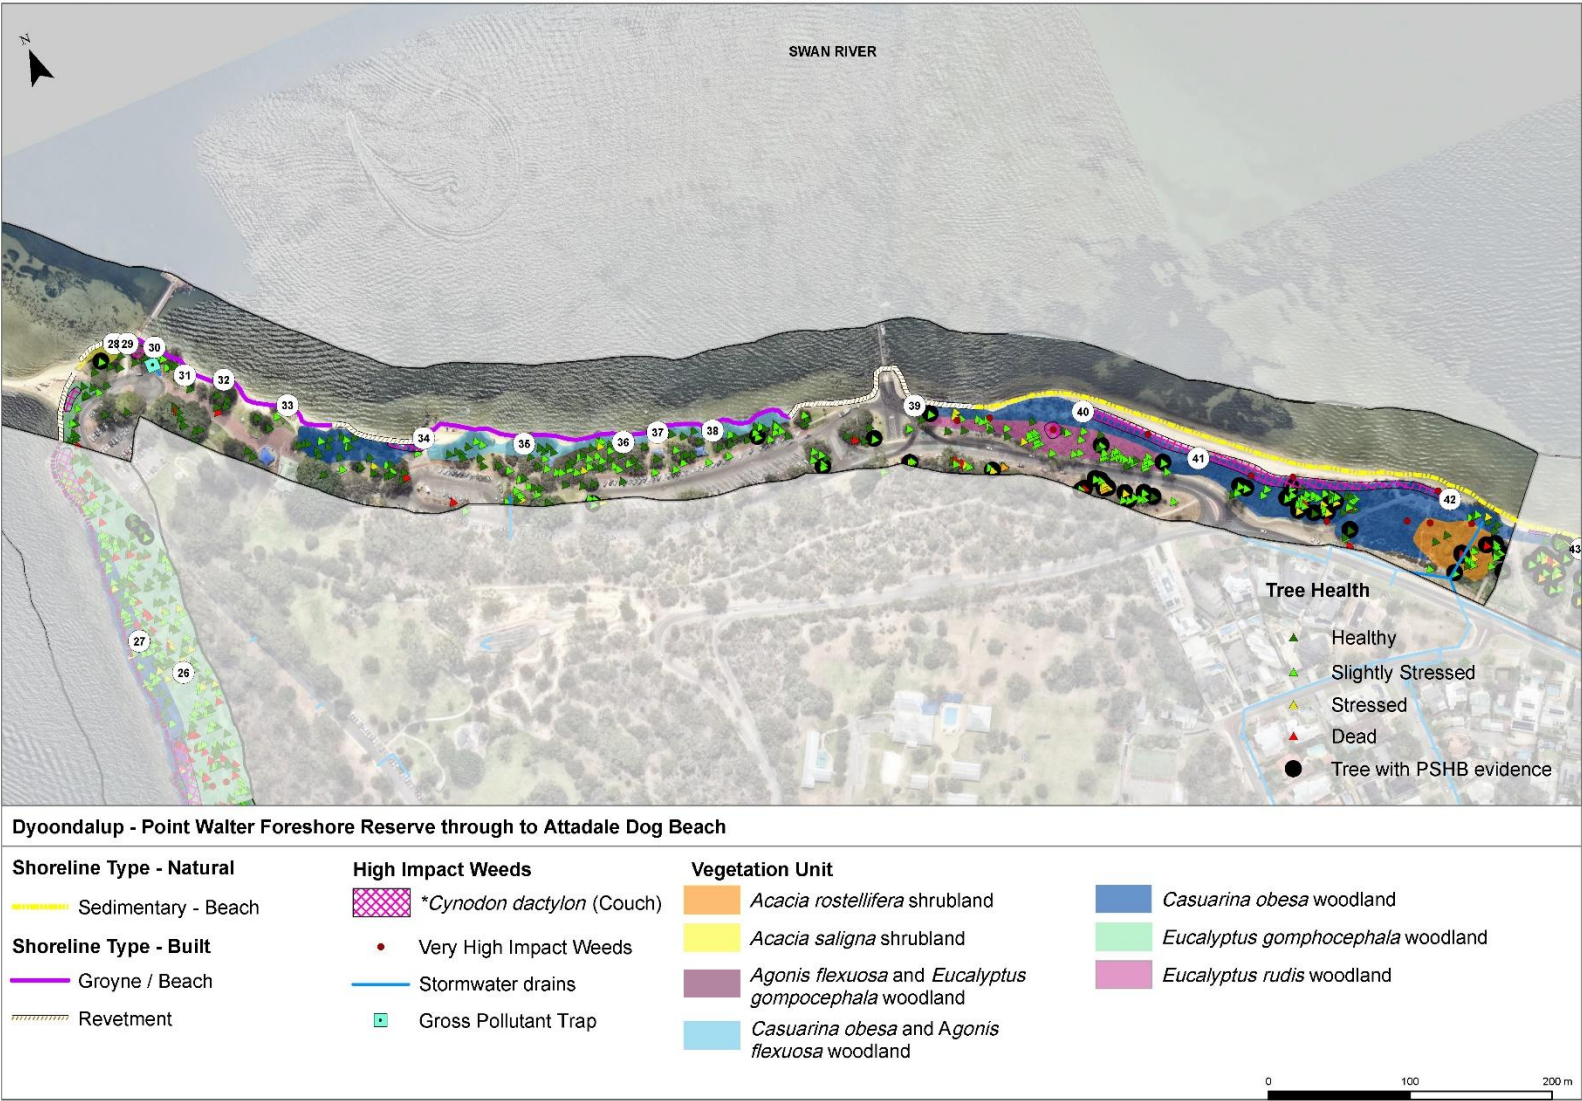 N
SWAN RIVER
28 29 30
31 32
33
34
35
36
37
38
39
40
41
42
43
27
26
Tree Health
Healthy
Slightly Stressed
Stressed
Dead
Tree with PSHB evidence
Dyoondalup - Point Walter Foreshore Reserve through to Attadale Dog Beach
Shoreline Type - Natural
Sedimentary - Beach
Shoreline Type - Built
Groyne / Beach
Revetment
High Impact Weeds
*Cynodon dactylon (Couch)
Very High Impact Weeds
Stormwater drains
Gross Pollutant Trap
Vegetation Unit
Acacia rostellifera shrubland
Acacia saligna shrubland
Agonis flexuosa and Eucalyptus
gompocephala woodland
Casuarina obesa and Agonis
flexuosa woodland
Casuarina obesa woodland
Eucalyptus gomphocephala woodland
Eucalyptus rudis woodland
0 100 200 m